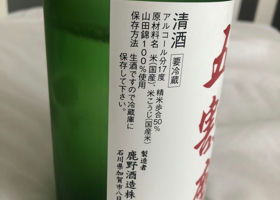 清酒
要冷蔵
アルコール分17度 精米歩合50%
原材料名 米(国産)、米こうじ(国産米)
山田錦100%使用
保存方法 生酒ですので冷蔵庫に
保存して下さい。
製造者
鹿野酒造株
石川県加賀市八日